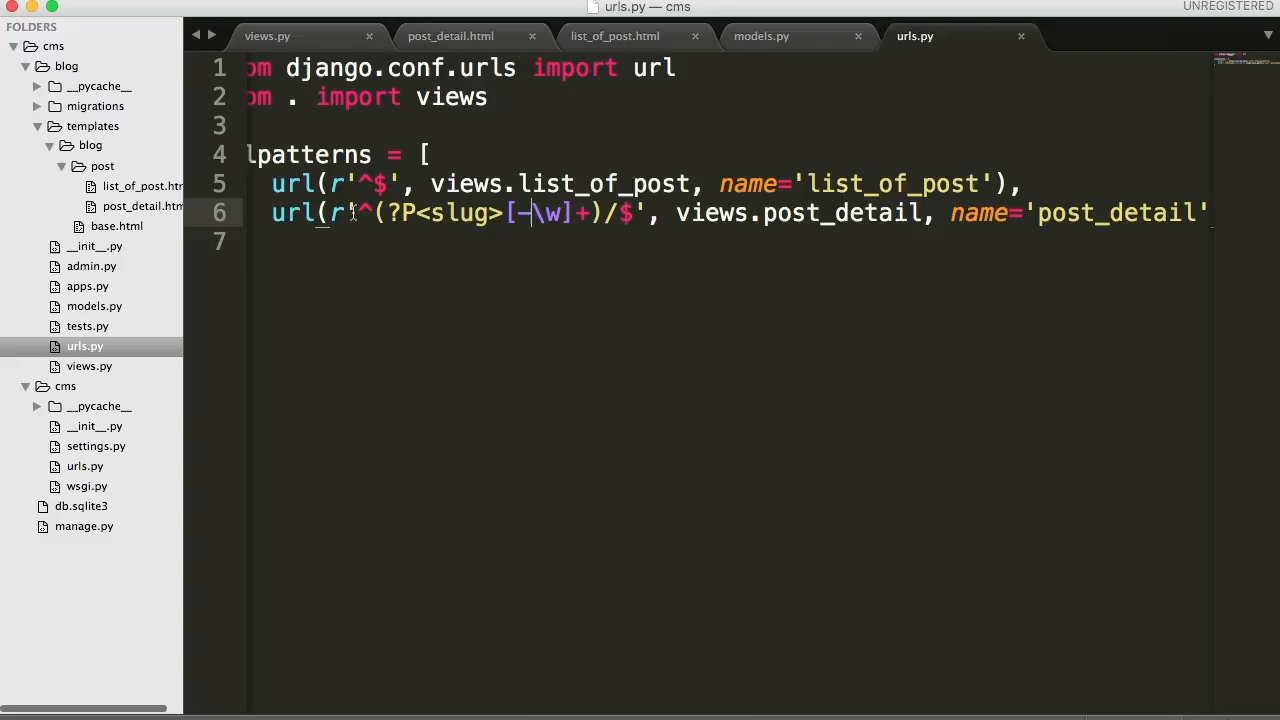 urls.py — cms
UNREGISTERED
FOLDERS
cms
blog
__pycache__
migrations
templates
blog
post
list_of_post.htm
post_detail.htm
base.html
__init__.py
admin.py
apps.py
models.py
tests.py
urls.py
views.py
cms
__pycache__
__init__.py
settings.py
urls.py
wsgi.py
db.sqlite3
manage.py
views.py × post_detail.html × list_of_post.html × models.py × urls.py ×
1 om django.conf.urls import url
2 om . import views
3
4 lpatterns = [
5 url(r'^$', views.list_of_post, name='list_of_post'),
6 url(r'^(?P<slug>[-\w]+)/$', views.post_detail, name='post_detail'
7